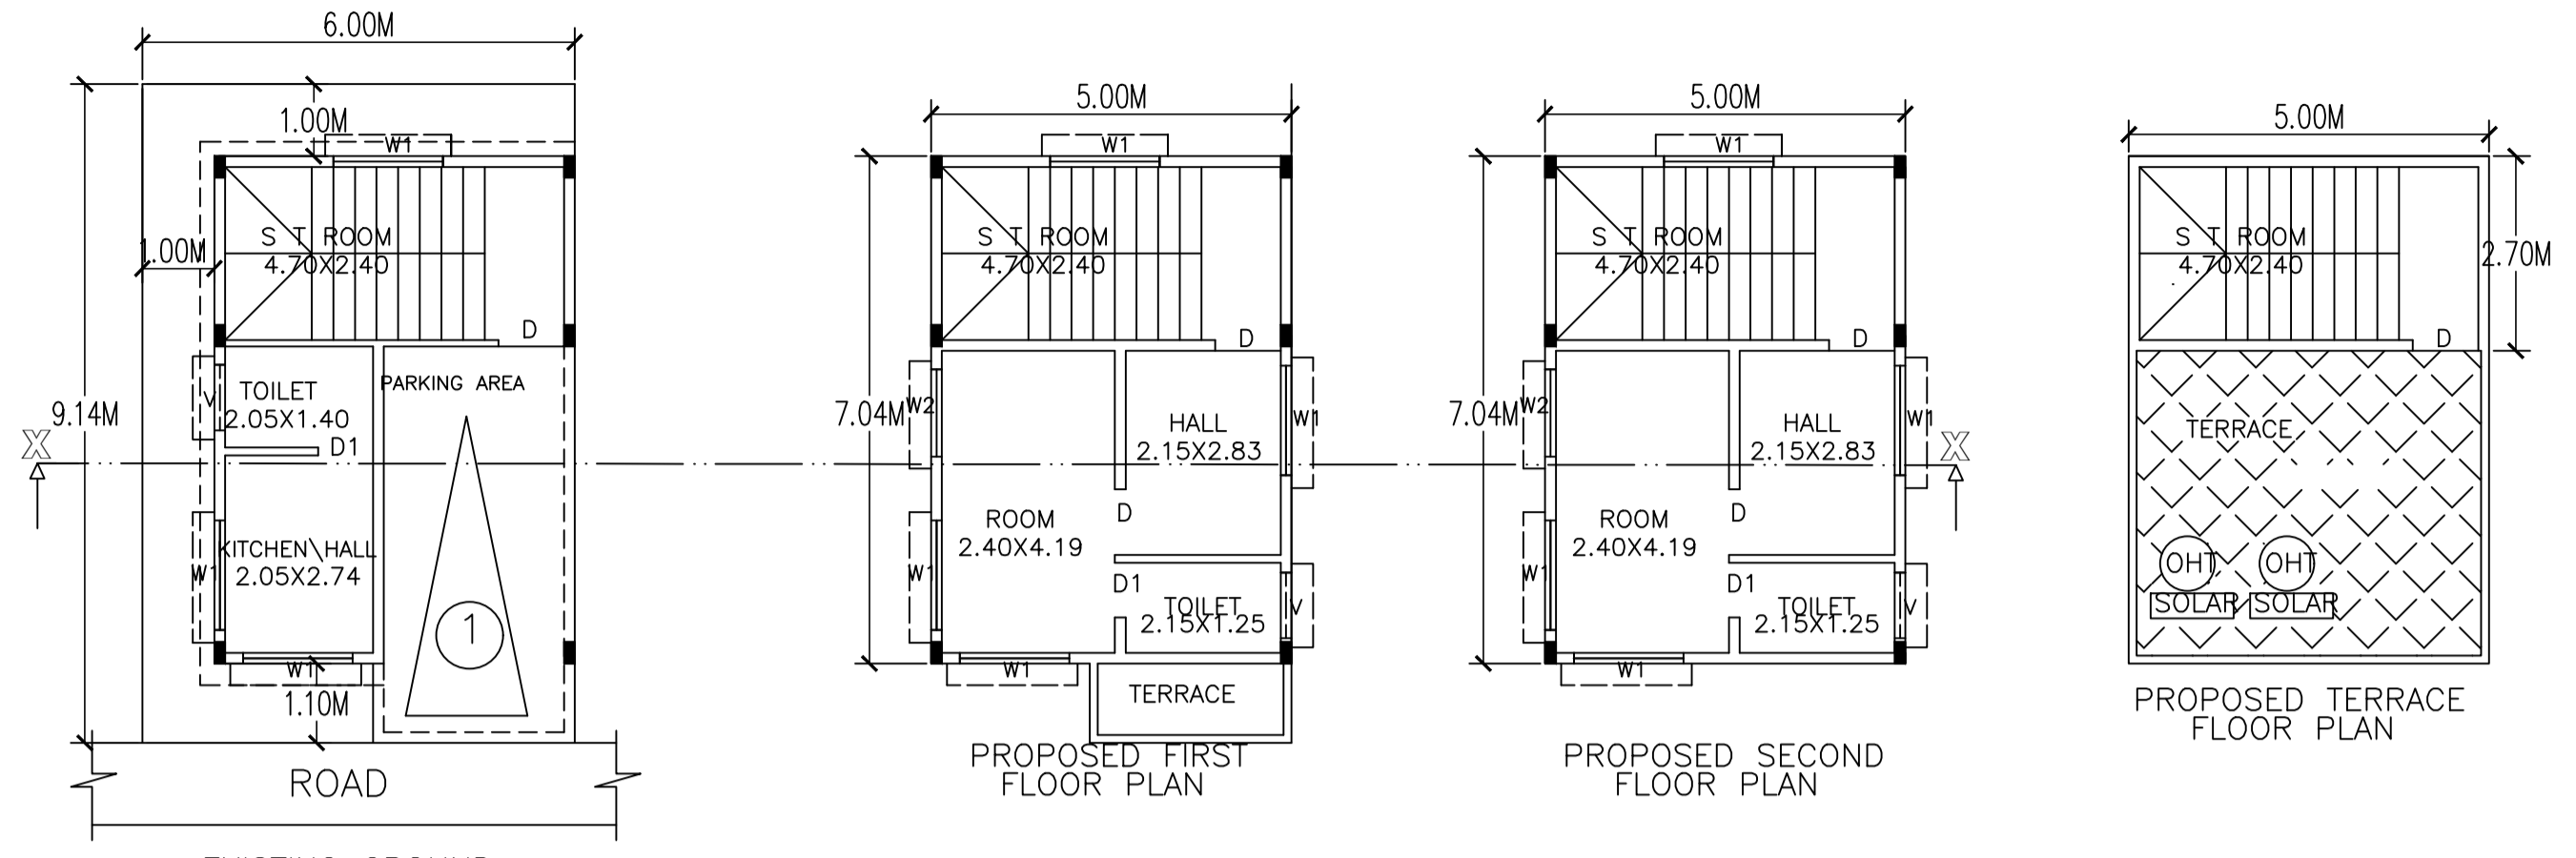 6.00M
1.00M
W1
1.00M
S T ROOM
4.70X2.40
D
TOILET
2.05X1.40
V
D1
PARKING AREA
9.14M
X
KITCHEN\HALL
2.05X2.74
W1
1
W1
1.10M
ROAD
EXISTING GROUND
5.00M
W1
S T ROOM
4.70X2.40
D
7.04M
W2
HALL
2.15X2.83
W1
ROOM
2.40X4.19
D
W1
D1
TOILET
2.15X1.25
V
W1
TERRACE
PROPOSED FIRST
FLOOR PLAN
5.00M
W1
S T ROOM
4.70X2.40
D
7.04M
W2
HALL
2.15X2.83
W1
X
ROOM
2.40X4.19
D
W1
D1
TOILET
2.15X1.25
V
W1
PROPOSED SECOND
FLOOR PLAN
5.00M
S T ROOM
4.70X2.40
2.70M
D
TERRACE
OHT OHT
SOLAR SOLAR
PROPOSED TERRACE
FLOOR PLAN